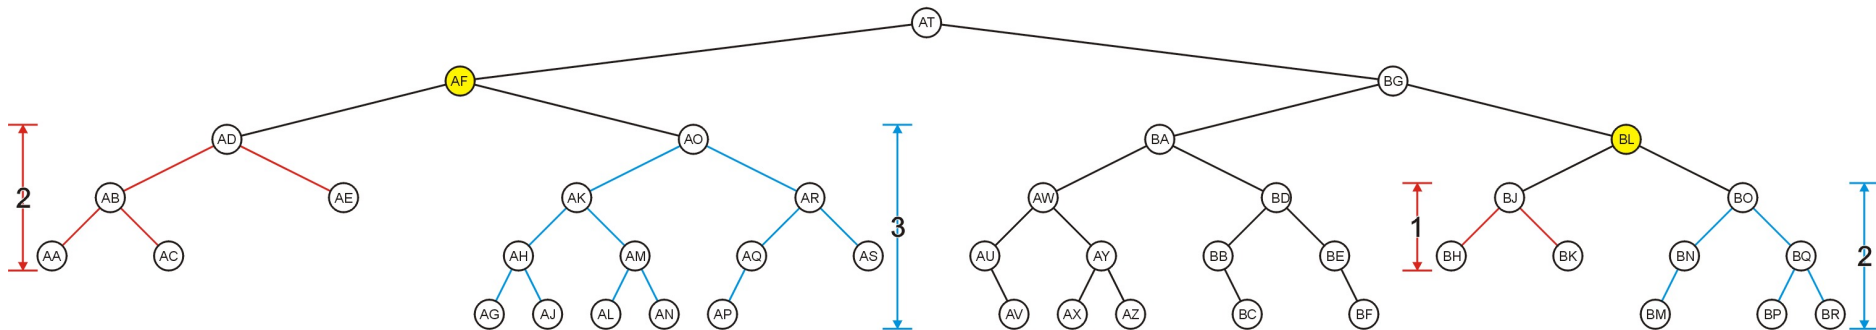 AT
AF BG
AD AO BA BL
2 AB AE AK AR 3 AW BD 1 BJ BO 2
AA AC AH AM AQ AS AU AY BB BE BH BK BN BQ
AG AJ AL AN AP AV AX AZ BC BF BM BP BR